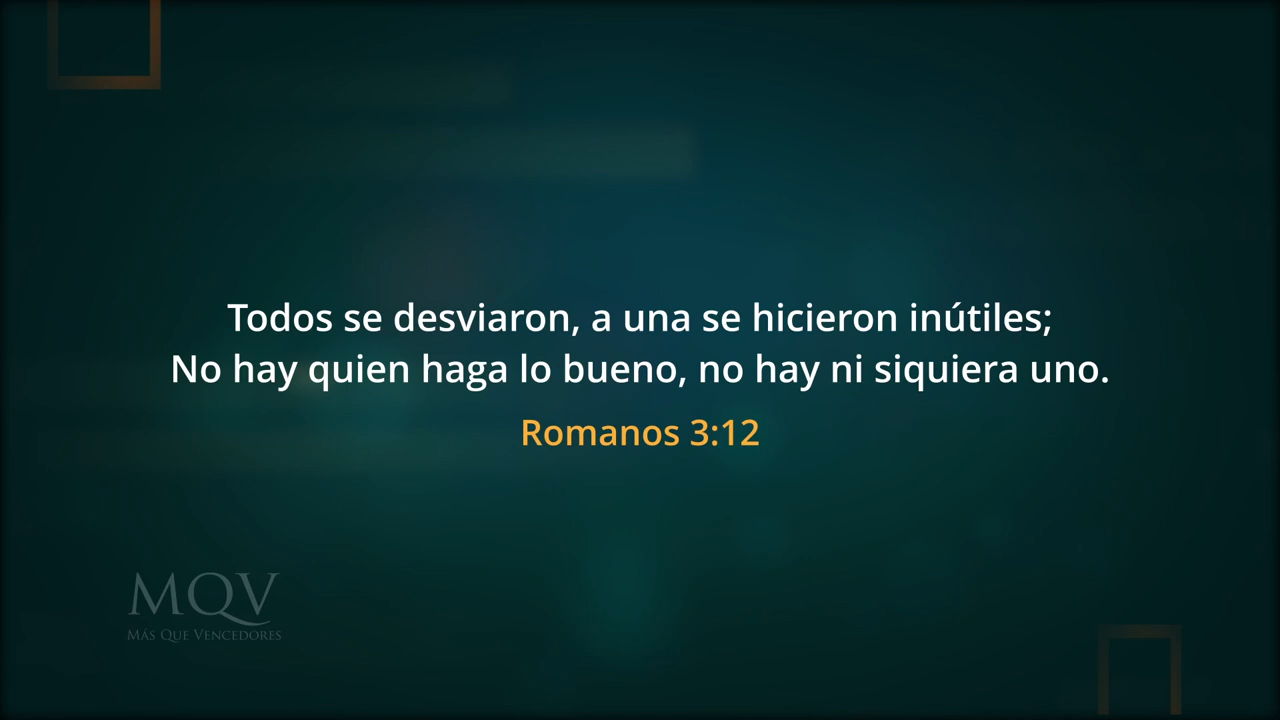 Todos se desviaron, a una se hicieron inútiles;
No hay quien haga lo bueno, no hay ni siquiera uno.
Romanos 3:12
MQV
Más Que Vencedores